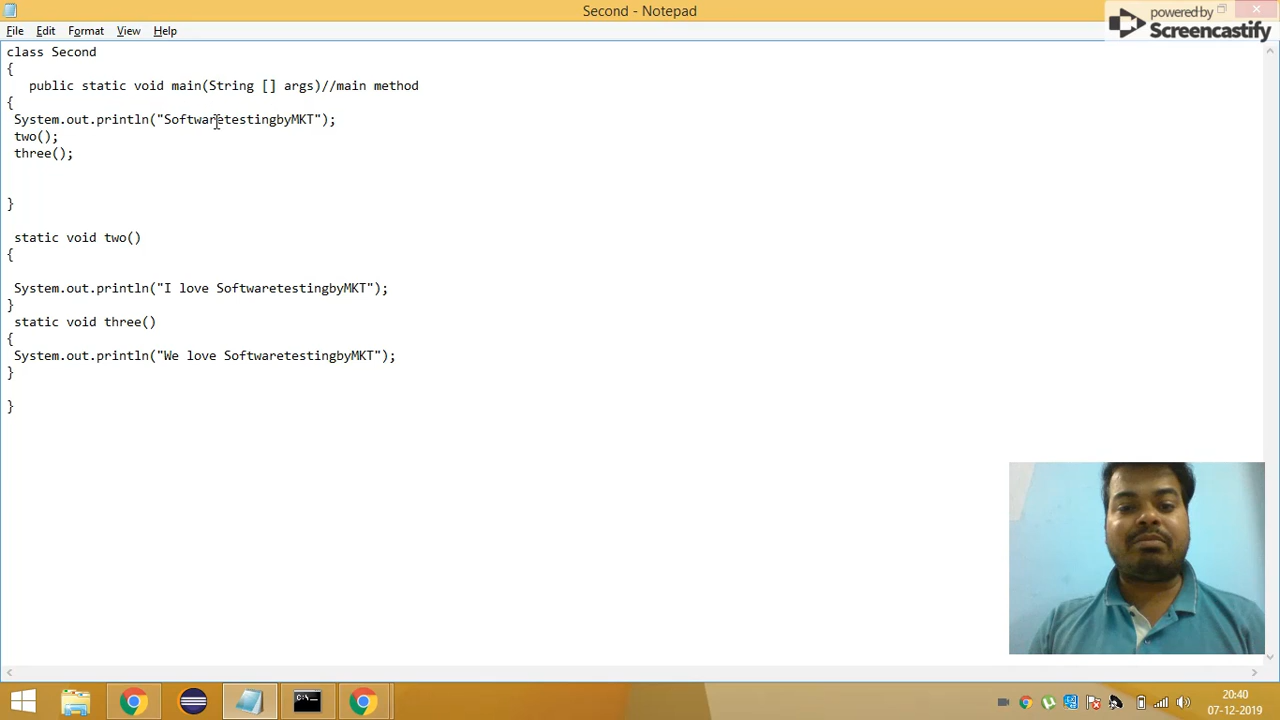 Second - Notepad
powered by
Screencastify
File Edit Format View Help
class Second
{
public static void main(String [] args)//main method
{
System.out.println("SoftwaretestingbyMKT");
two();
three();
}
static void two()
{
System.out.println("I love SoftwaretestingbyMKT");
}
static void three()
{
System.out.println("We love SoftwaretestingbyMKT");
}
}
C:\.
20:40
07-12-2019